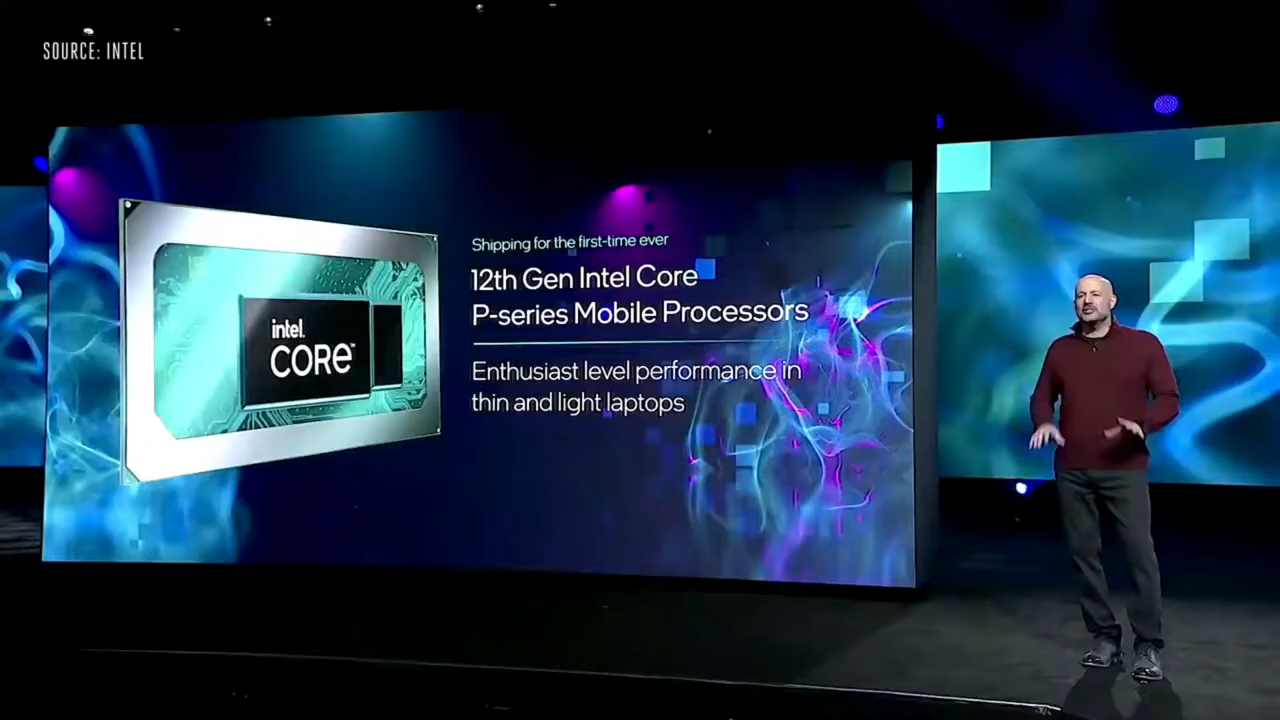 SOURCE: INTEL
Shipping for the first-time ever
12th Gen Intel Core
P-series Mobile Processors
Enthusiast level performance in
thin and light laptops
intel.
CORE™